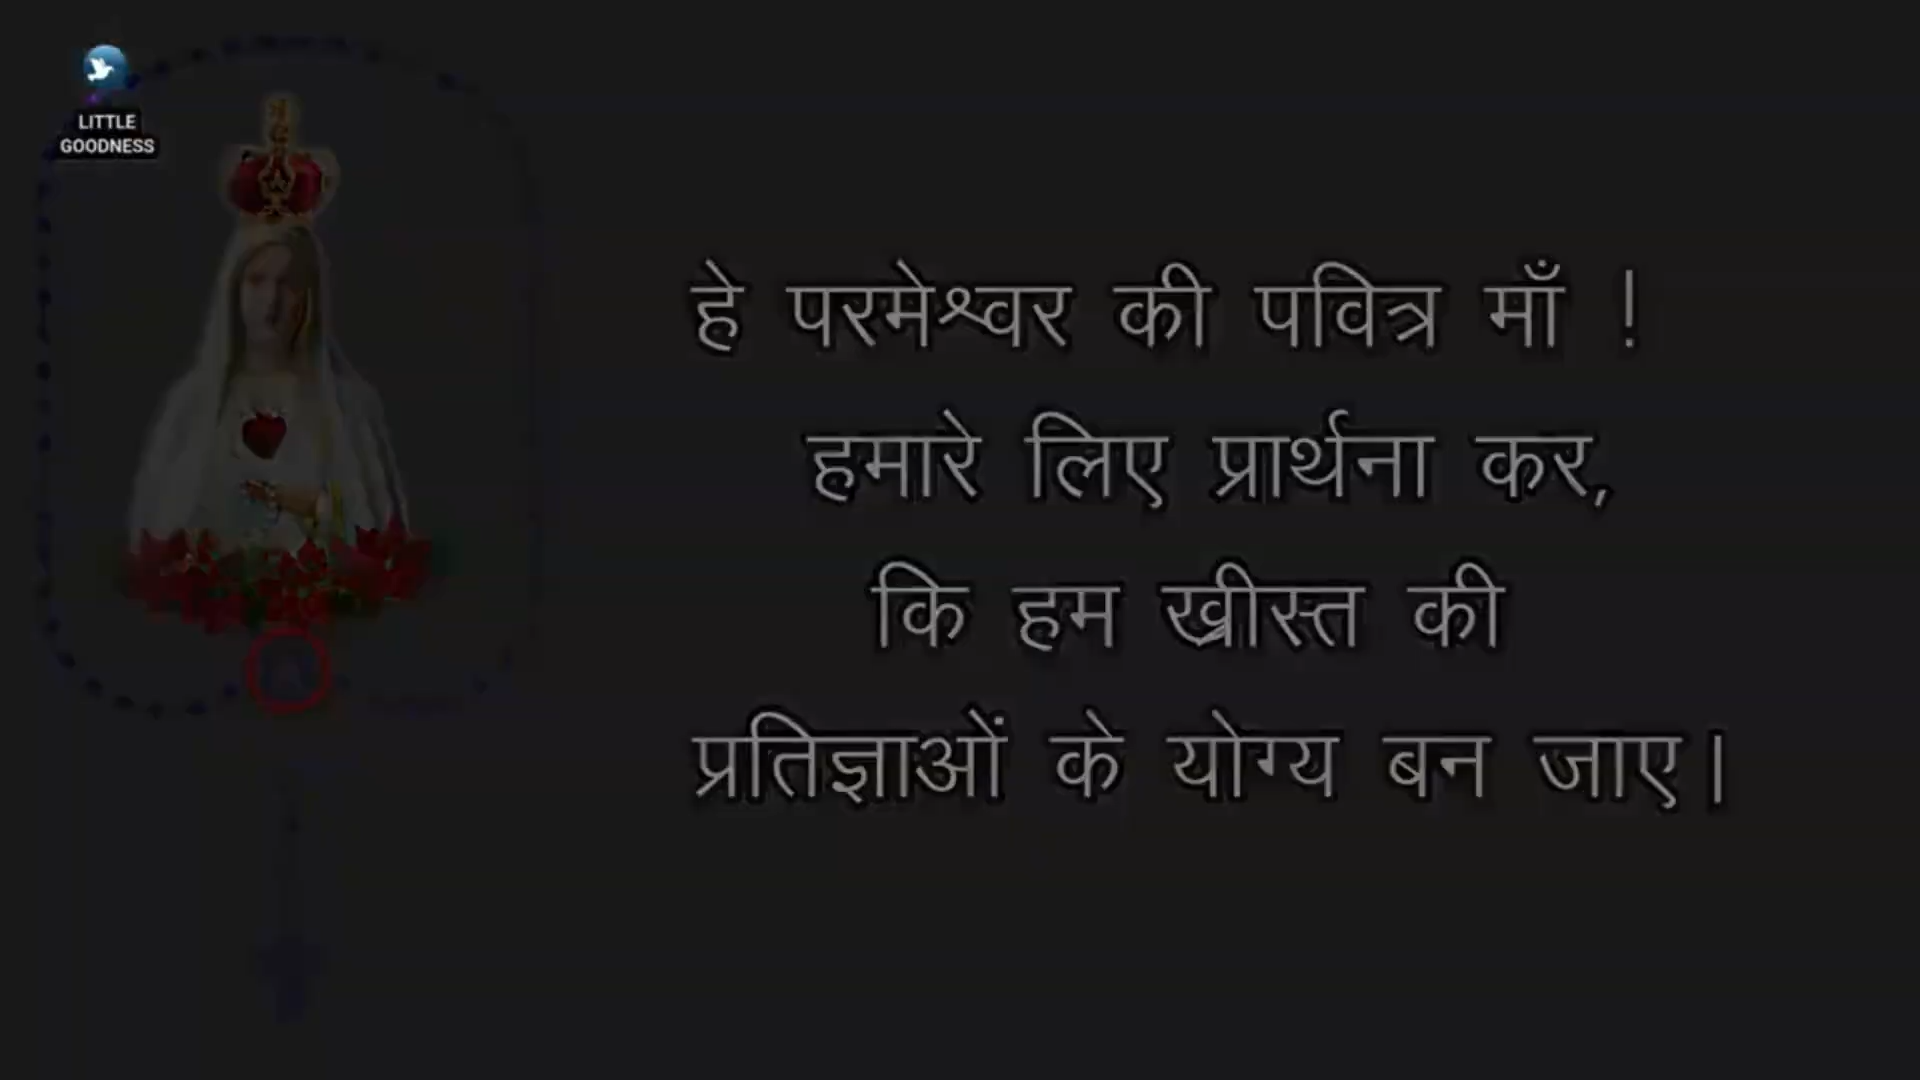 LITTLE
GOODNESS
हे परमेश्वर की पवित्र माँ !
हमारे लिए प्रार्थना कर,
कि हम ख्रीस्त की
प्रतिज्ञाओं के योग्य बन जाए।